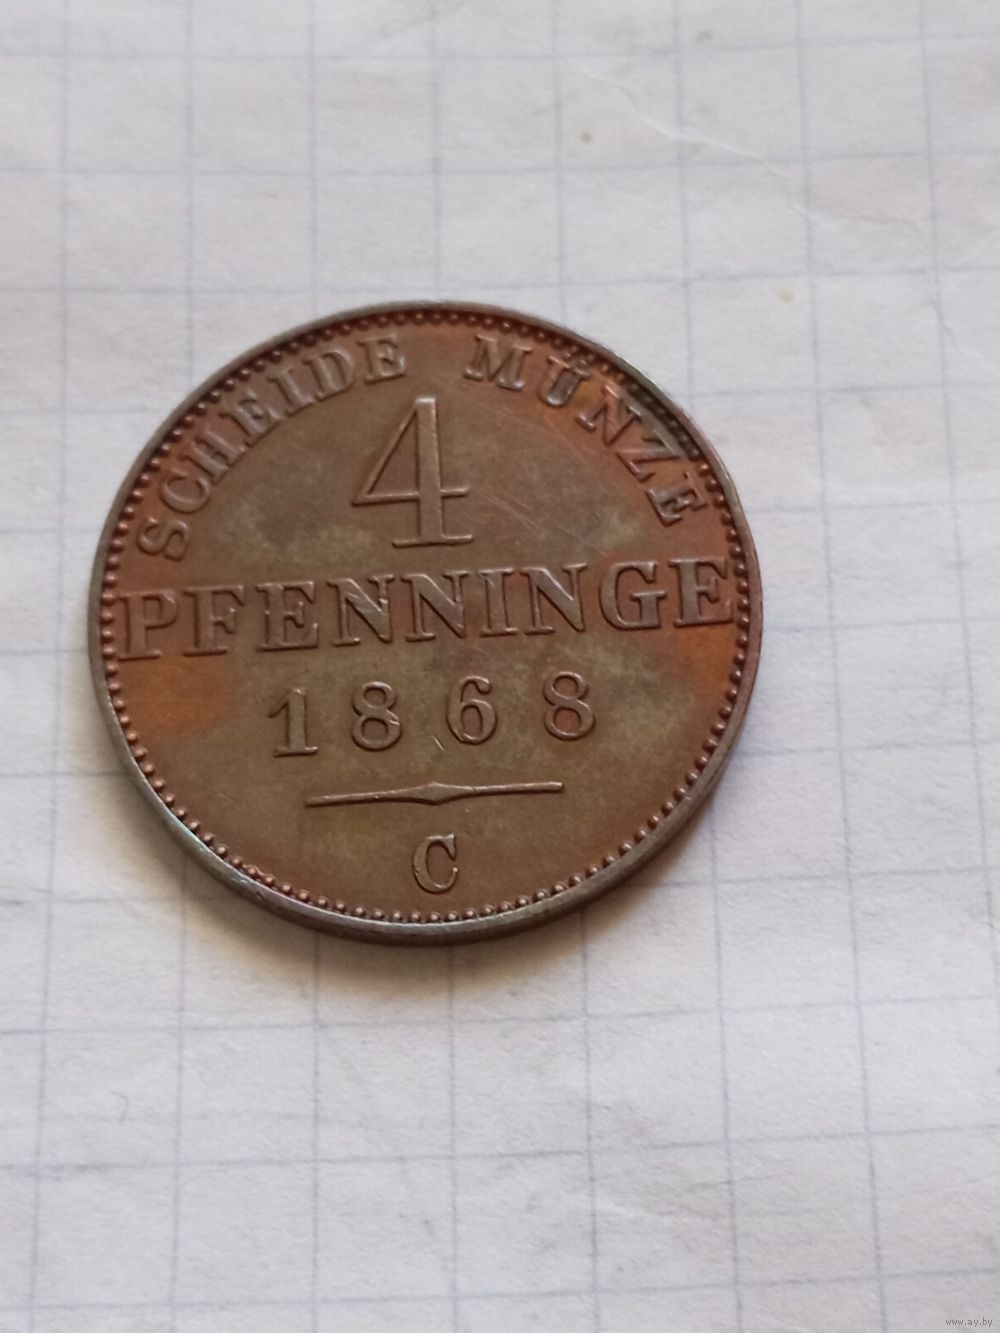 SCHEIDE MÜNZE
4
PFENNINGE
1868
C
www.ay.by